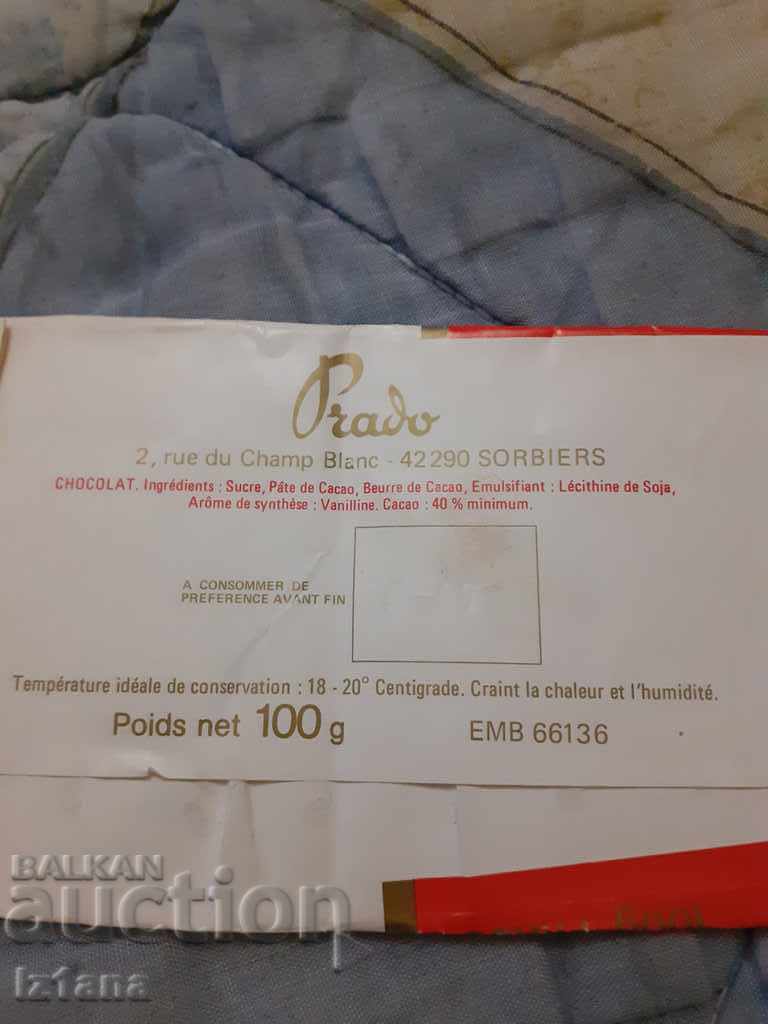 Prado
2, rue du Champ Blanc - 42290 SORBIERS
CHOCOLAT. Ingrédients : Sucre, Pâte de Cacao, Beurre de Cacao, Emulsifiant : Lécithine de Soja,
Arôme de synthèse : Vanilline. Cacao : 40 % minimum.
A CONSOMMER DE
PREFERENCE AVANT FIN
Température idéale de conservation : 18 - 20° Centigrade. Craint la chaleur et l'humidité.
Poids net 100 g
EMB 66136
BALKAN
auction
Iz1ana